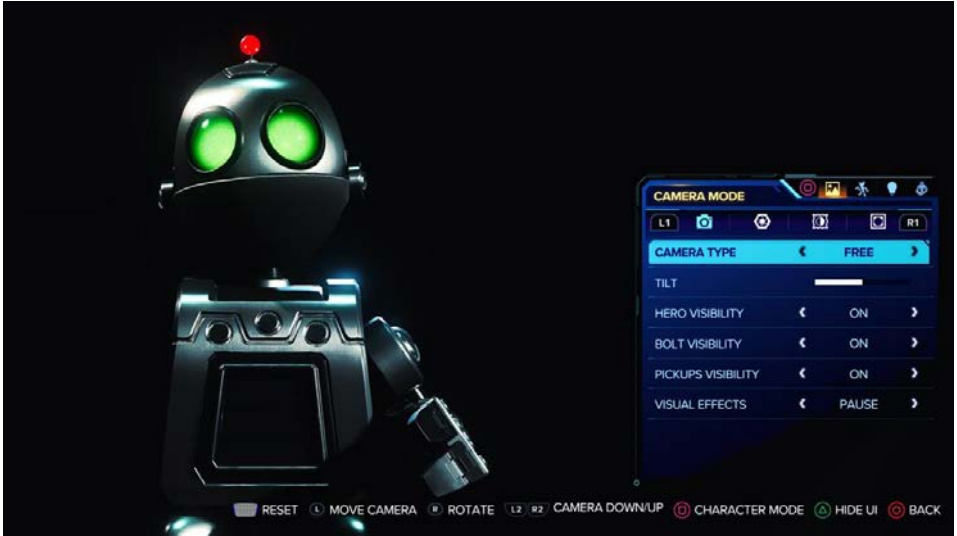 CAMERA MODE
L1 R1
CAMERA TYPE FREE
TILT
HERO VISIBILITY ON
BOLT VISIBILITY ON
PICKUPS VISIBILITY ON
VISUAL EFFECTS PAUSE
RESET L MOVE CAMERA R ROTATE L2 R2 CAMERA DOWN/UP CHARACTER MODE HIDE UI BACK